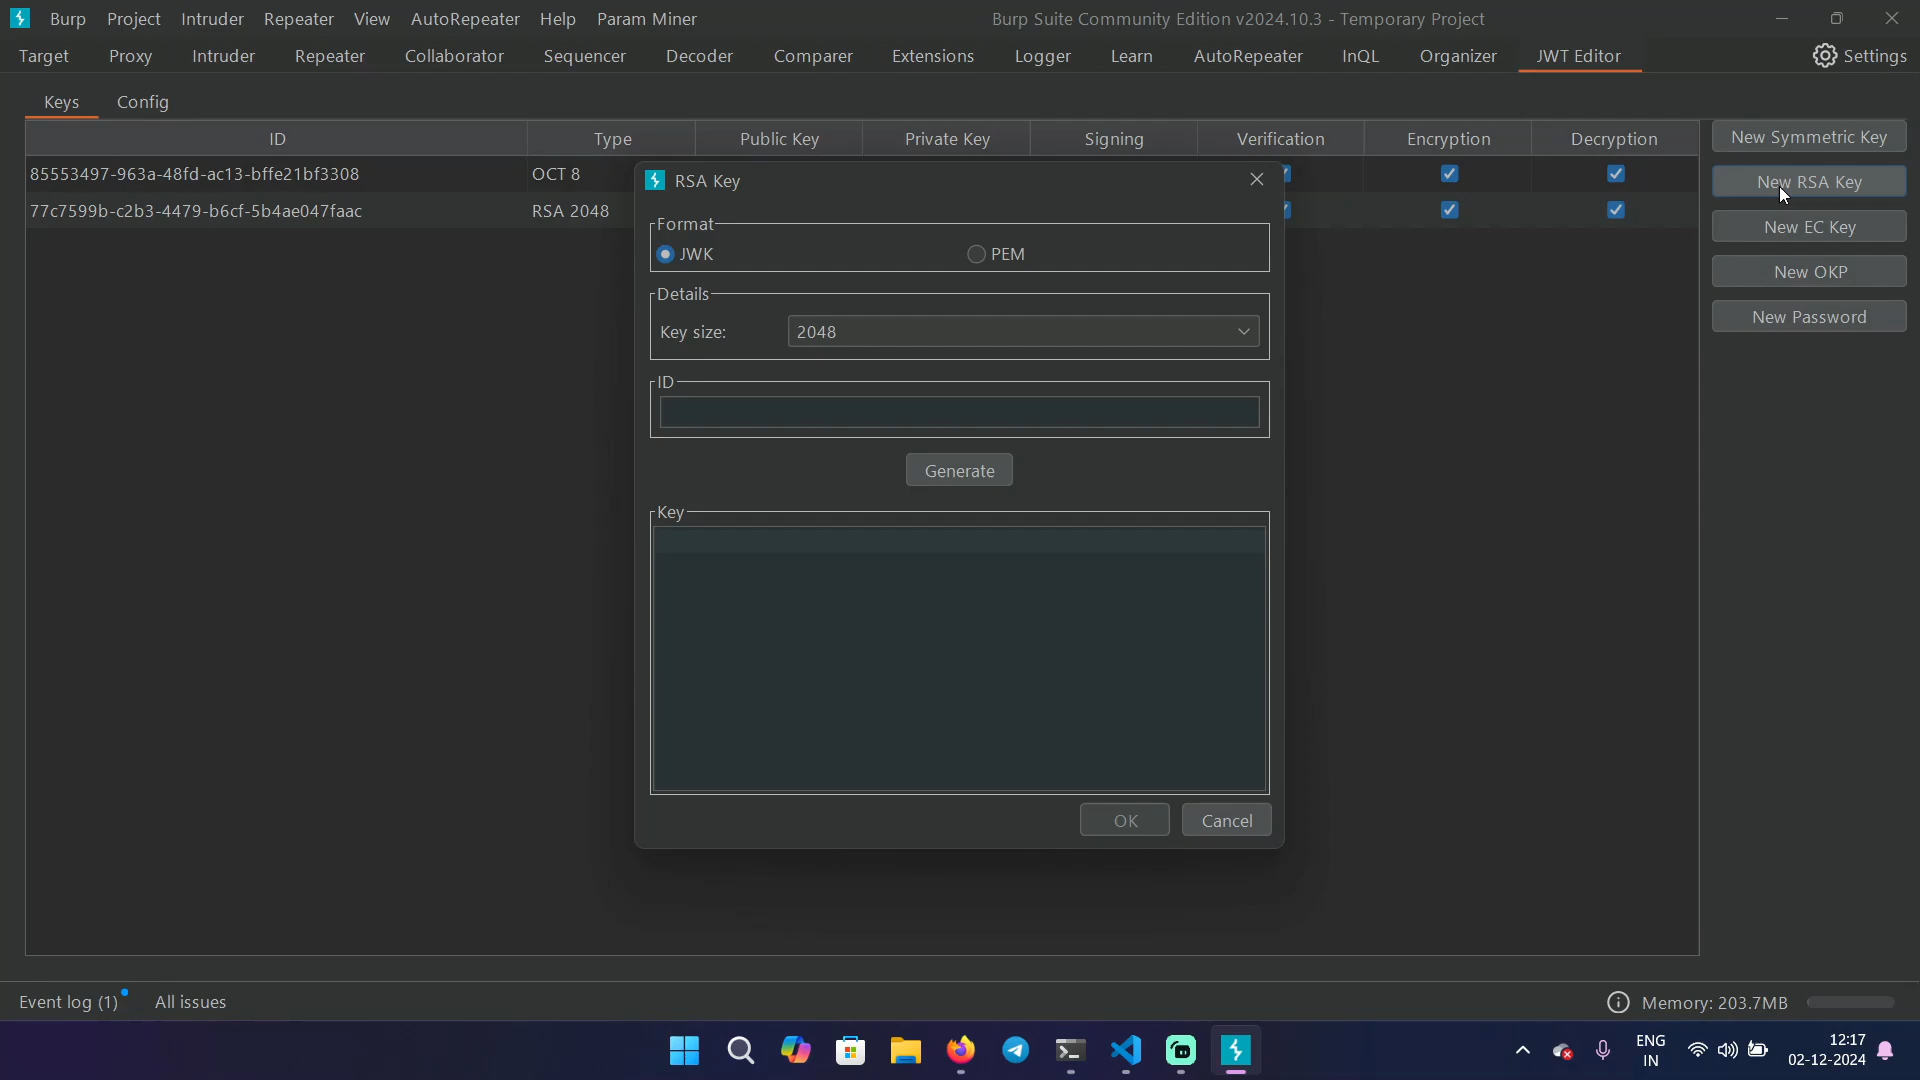 Burp Project Intruder Repeater View AutoRepeater Help Param Miner Burp Suite Community Edition v2024.10.3 - Temporary Project
Target Proxy Intruder Repeater Collaborator Sequencer Decoder Comparer Extensions Logger Learn AutoRepeater InQL Organizer JWT Editor Settings
Keys Config
ID Type Public Key Private Key Signing Verification Encryption Decryption New Symmetric Key
85553497-963a-48fd-ac13-bffe21bf3308 OCT 8
RSA Key New RSA Key
77c7599b-c2b3-4479-b6cf-5b4ae047faac RSA 2048
Format New EC Key
JWK PEM
New OKP
Details
New Password
Key size: 2048
ID
Generate
Key
OK Cancel
Event log (1) All issues Memory: 203.7MB
ENG 12:17
IN 02-12-2024